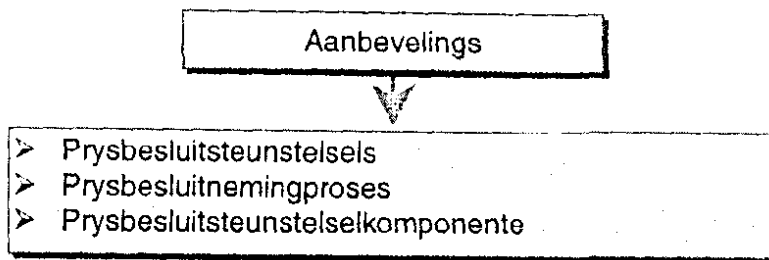 Aanbevelings
➤ Prysbesluitsteunstelsels
➤ Prysbesluitnemingproses
➤ Prysbesluitsteunstelselkomponente